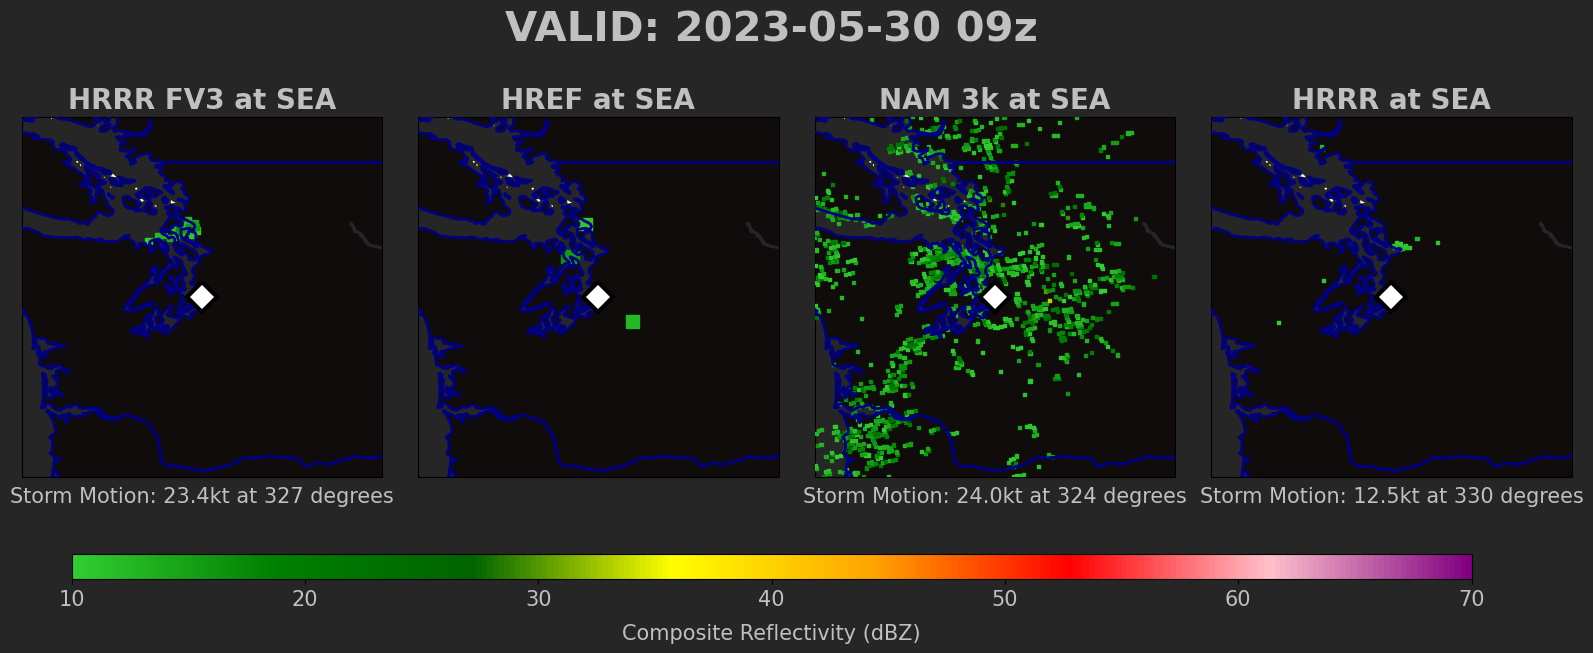 VALID: 2023-05-30 09z
HRRR FV3 at SEA
HREF at SEA
NAM 3k at SEA
HRRR at SEA
Storm Motion: 23.4kt at 327 degrees
Storm Motion: 24.0kt at 324 degrees
Storm Motion: 12.5kt at 330 degrees
10 20 30 40 50 60 70
Composite Reflectivity (dBZ)